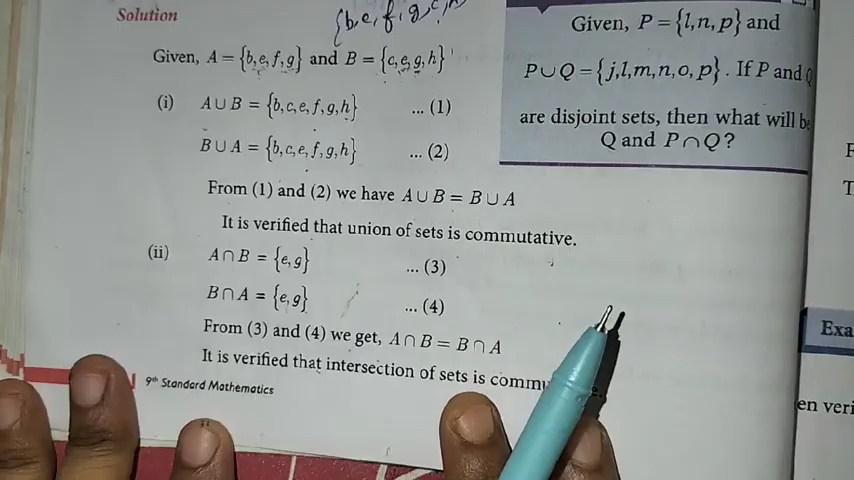 Solution
{b, e, f, g, c, h
Given, A = {b,e,f,g} and B = {c,e,g,h}
(i) A∪B = {b,c,e,f,g,h} ... (1)
B∪A = {b,c,e,f,g,h} ... (2)
From (1) and (2) we have A∪B = B∪A
It is verified that union of sets is commutative.
(ii) A∩B = {e,g} ... (3)
B∩A = {e,g} ... (4)
From (3) and (4) we get, A∩B = B∩A
It is verified that intersection of sets is commu
9th Standard Mathematics
Given, P = {l,n,p} and
P∪Q = {j,l,m,n,o,p}. If P and Q
are disjoint sets, then what will be
Q and P∩Q?
F
T
Exa
en veri